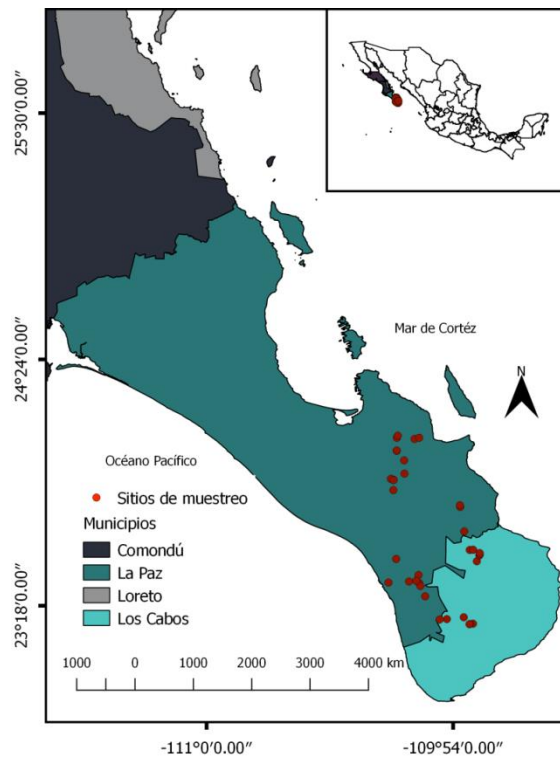 25°30'0.00"
24°24'0.00"
23°18'0.00"
Mar de Cortéz
N
Océano Pacífico
Sitios de muestreo
Municipios
Comondú
La Paz
Loreto
Los Cabos
1000 0 1000 2000 3000 4000 km
-111°0'0.00" -109°54'0.00"